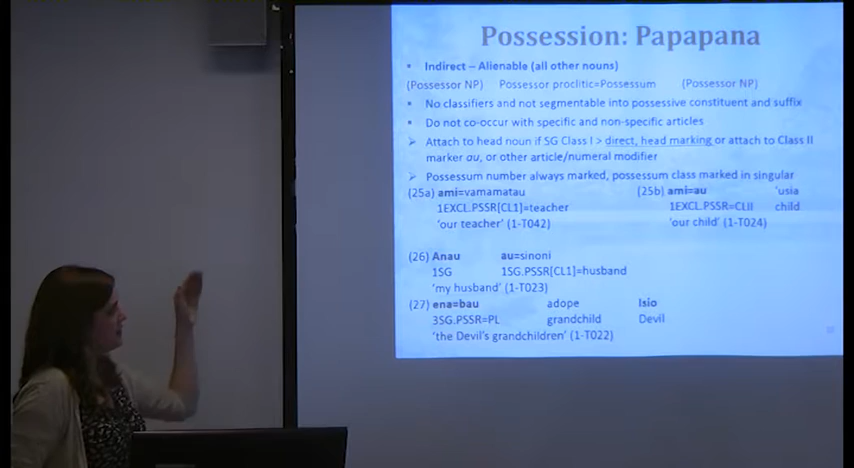 Possession: Papapana
▪ Indirect – Alienable (all other nouns)
(Possessor NP) Possessor proclitic=Possessum (Possessor NP)
▪ No classifiers and not segmentable into possessive constituent and suffix
▪ Do not co-occur with specific and non-specific articles
➢ Attach to head noun if SG Class I > direct, head marking or attach to Class II
marker au, or other article/numeral modifier
➢ Possessum number always marked, possessum class marked in singular
(25a) ami=vamamatau (25b) ami=au 'usia
1EXCL.PSSR[CL1]=teacher 1EXCL.PSSR=CLII child
'our teacher' (1-T042) 'our child' (1-T024)
(26) Anau au=sinoni
1SG 1SG.PSSR[CL1]=husband
'my husband' (1-T023)
(27) ena=bau adope Isio
3SG.PSSR=PL grandchild Devil
'the Devil's grandchildren' (1-T022)